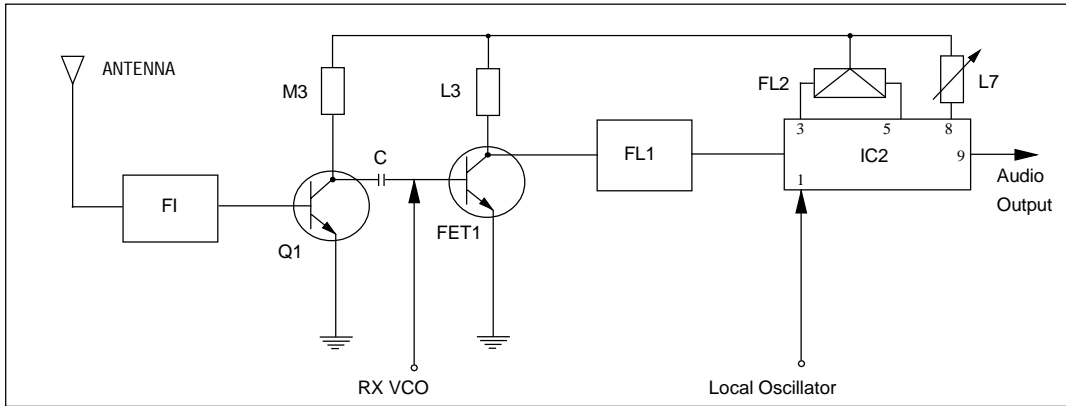 ANTENNA
M3
L3
FL2
L7
3
5
8
C
FL1
IC2
9
1
FI
Q1
FET1
Audio
Output
RX VCO
Local Oscillator